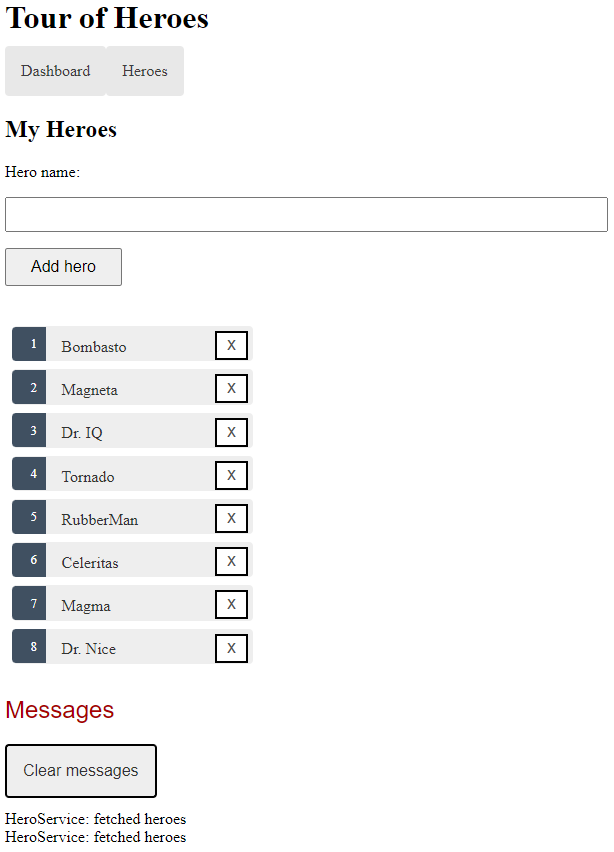 Tour of Heroes
Dashboard Heroes
My Heroes
Hero name:
Add hero
1 Bombasto X
2 Magneta X
3 Dr. IQ X
4 Tornado X
5 RubberMan X
6 Celeritas X
7 Magma X
8 Dr. Nice X
Messages
Clear messages
HeroService: fetched heroes
HeroService: fetched heroes